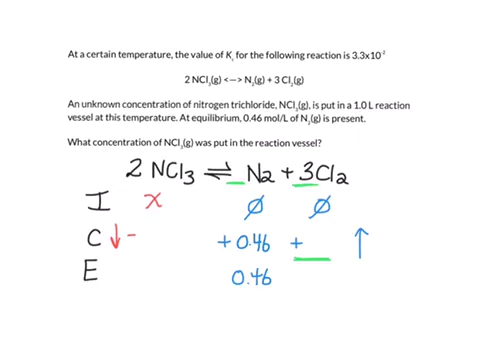 At a certain temperature, the value of Kc for the following reaction is 3.3x10⁻²
2 NCl₃(g) <--> N₂(g) + 3 Cl₂(g)
An unknown concentration of nitrogen trichloride, NCl₃(g), is put in a 1.0 L reaction
vessel at this temperature. At equilibrium, 0.46 mol/L of N₂(g) is present.
What concentration of NCl₃(g) was put in the reaction vessel?
2 NCl3 ⇌ N2 + 3Cl2
I x ∅ ∅
C ↓ - + 0.46 + ↑
E 0.46